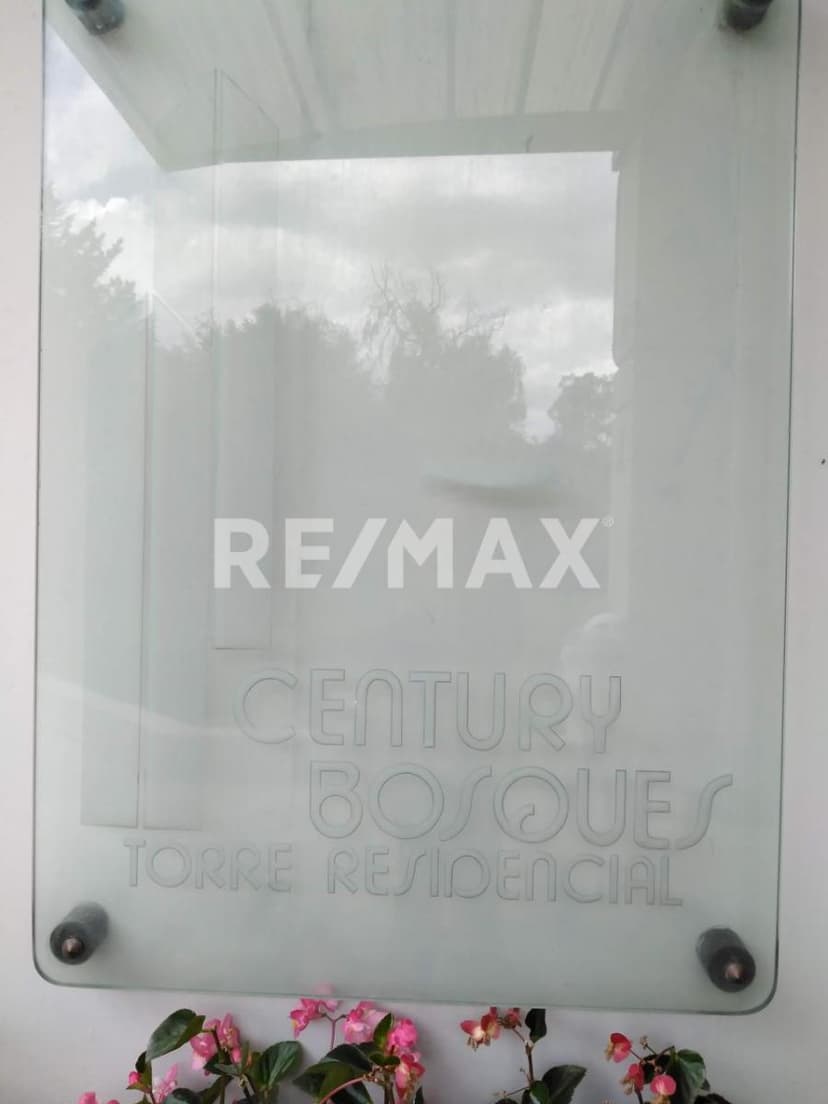 RE/MAX®
CENTURY
BOSQUES
TORRE RESIDENCIAL